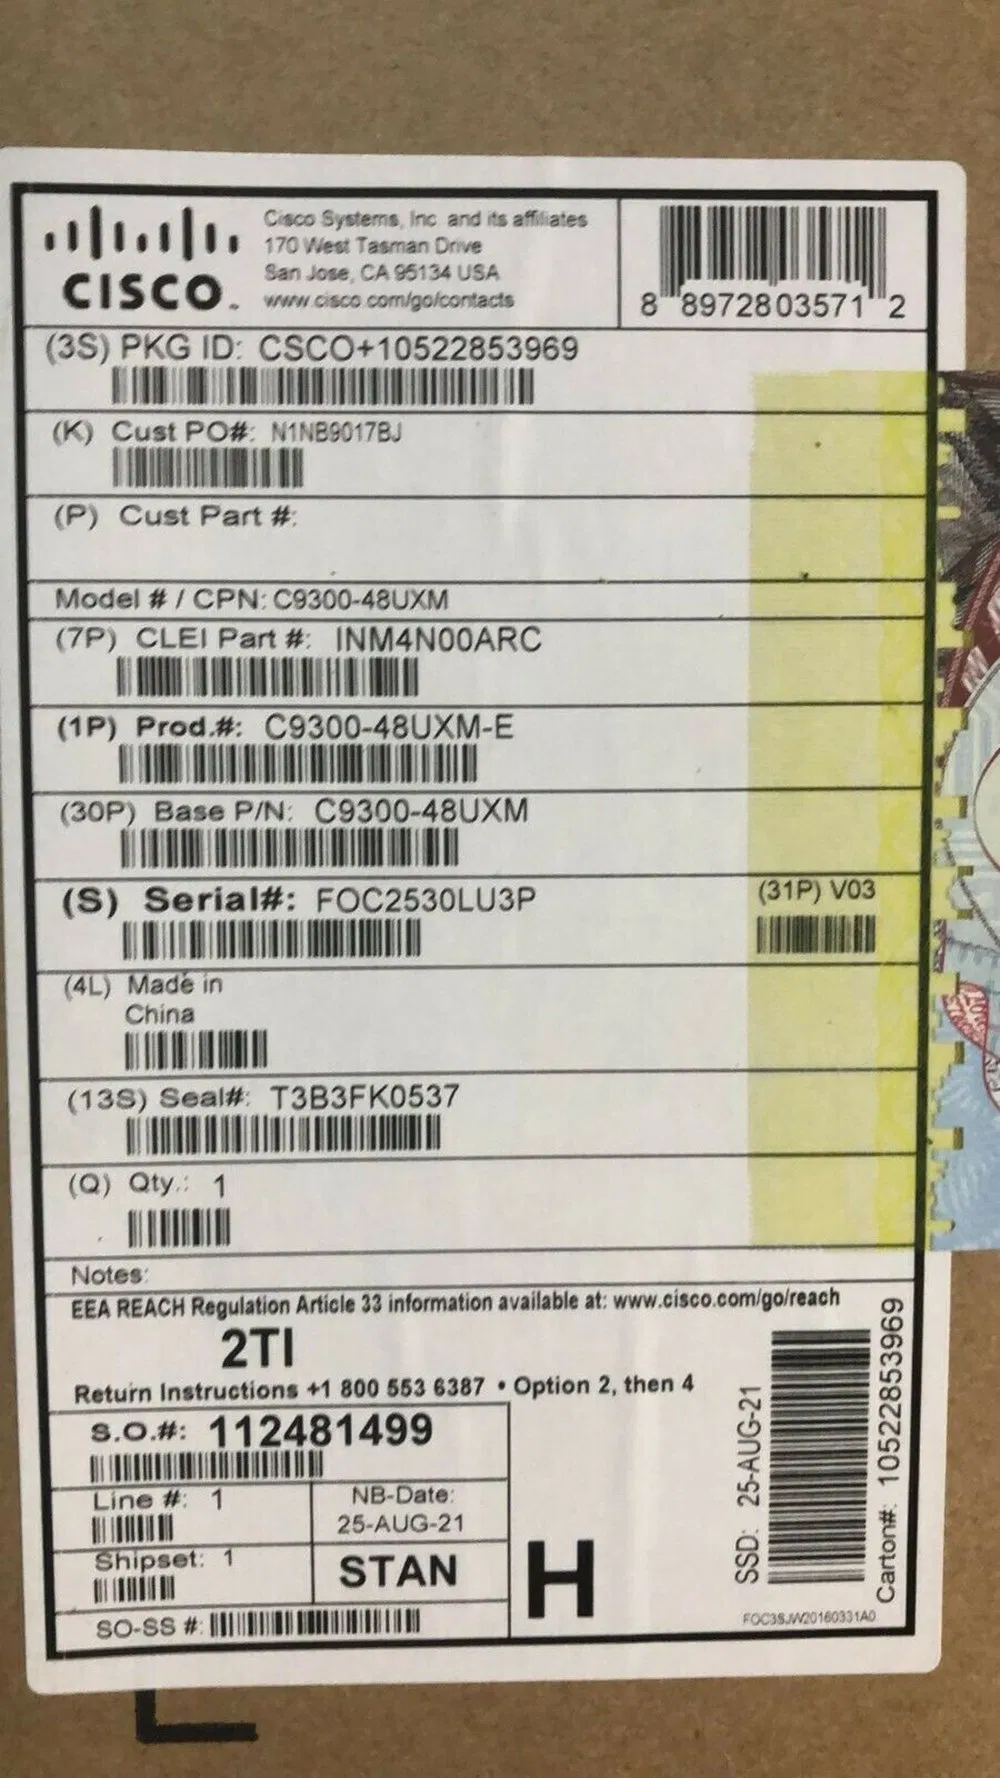 CISCO
Cisco Systems, Inc. and its affiliates
170 West Tasman Drive
San Jose, CA 95134 USA
www.cisco.com/go/contacts
8 8972803571 2
(3S) PKG ID: CSCO+10522853969
(K) Cust PO#: N1NB9017BJ
(P) Cust Part #:
Model # / CPN: C9300-48UXM
(7P) CLEI Part #: INM4N00ARC
(1P) Prod.#: C9300-48UXM-E
(30P) Base P/N: C9300-48UXM
(S) Serial#: FOC2530LU3P
(31P) V03
(4L) Made in
China
(13S) Seal#: T3B3FK0537
(Q) Qty.: 1
Notes:
EEA REACH Regulation Article 33 information available at: www.cisco.com/go/reach
2TI
Return Instructions +1 800 553 6387 • Option 2, then 4
S.O.#: 112481499
Line #: 1
NB-Date:
25-AUG-21
Shipset: 1
STAN
SO-SS #:
H
SSD: 25-AUG-21
Carton#: 10522853969
FOC3SJW20160331A0